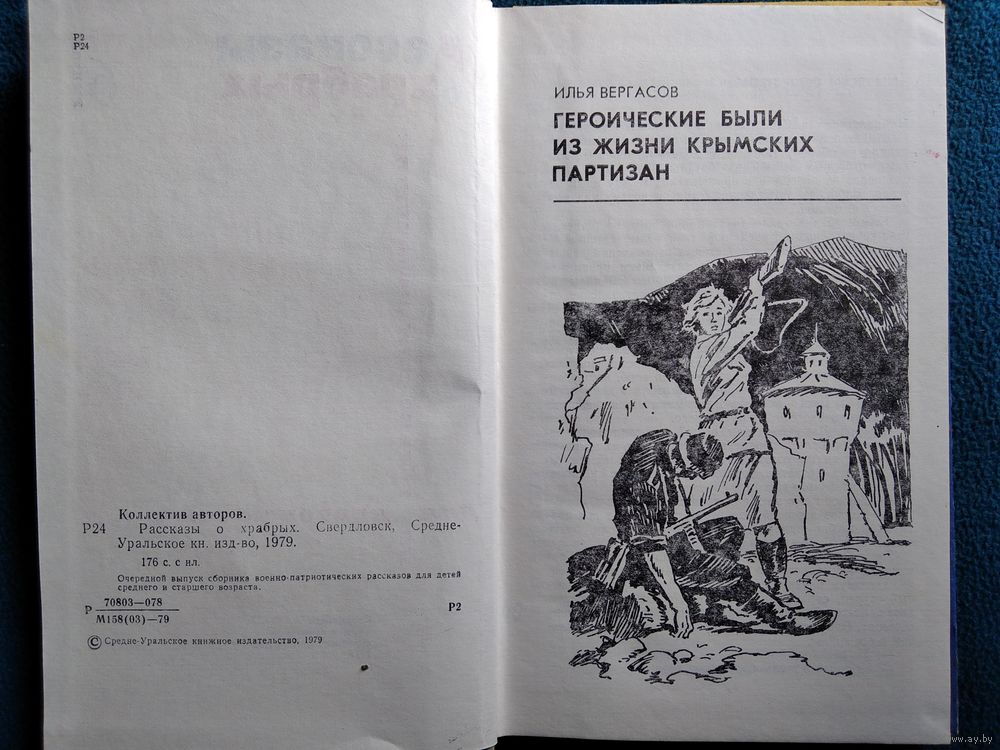 Р2
Р24
Коллектив авторов.
Р24 Рассказы о храбрых. Свердловск, Средне-
Уральское кн. изд-во, 1979.
176 с. с ил.
Очередной выпуск сборника военно-патриотических рассказов для детей
среднего и старшего возраста.
Р 70803—078 Р2
М158(03)—79
© Средне-Уральское книжное издательство, 1979
ИЛЬЯ ВЕРГАСОВ
ГЕРОИЧЕСКИЕ БЫЛИ
ИЗ ЖИЗНИ КРЫМСКИХ
ПАРТИЗАН
www.ay.by